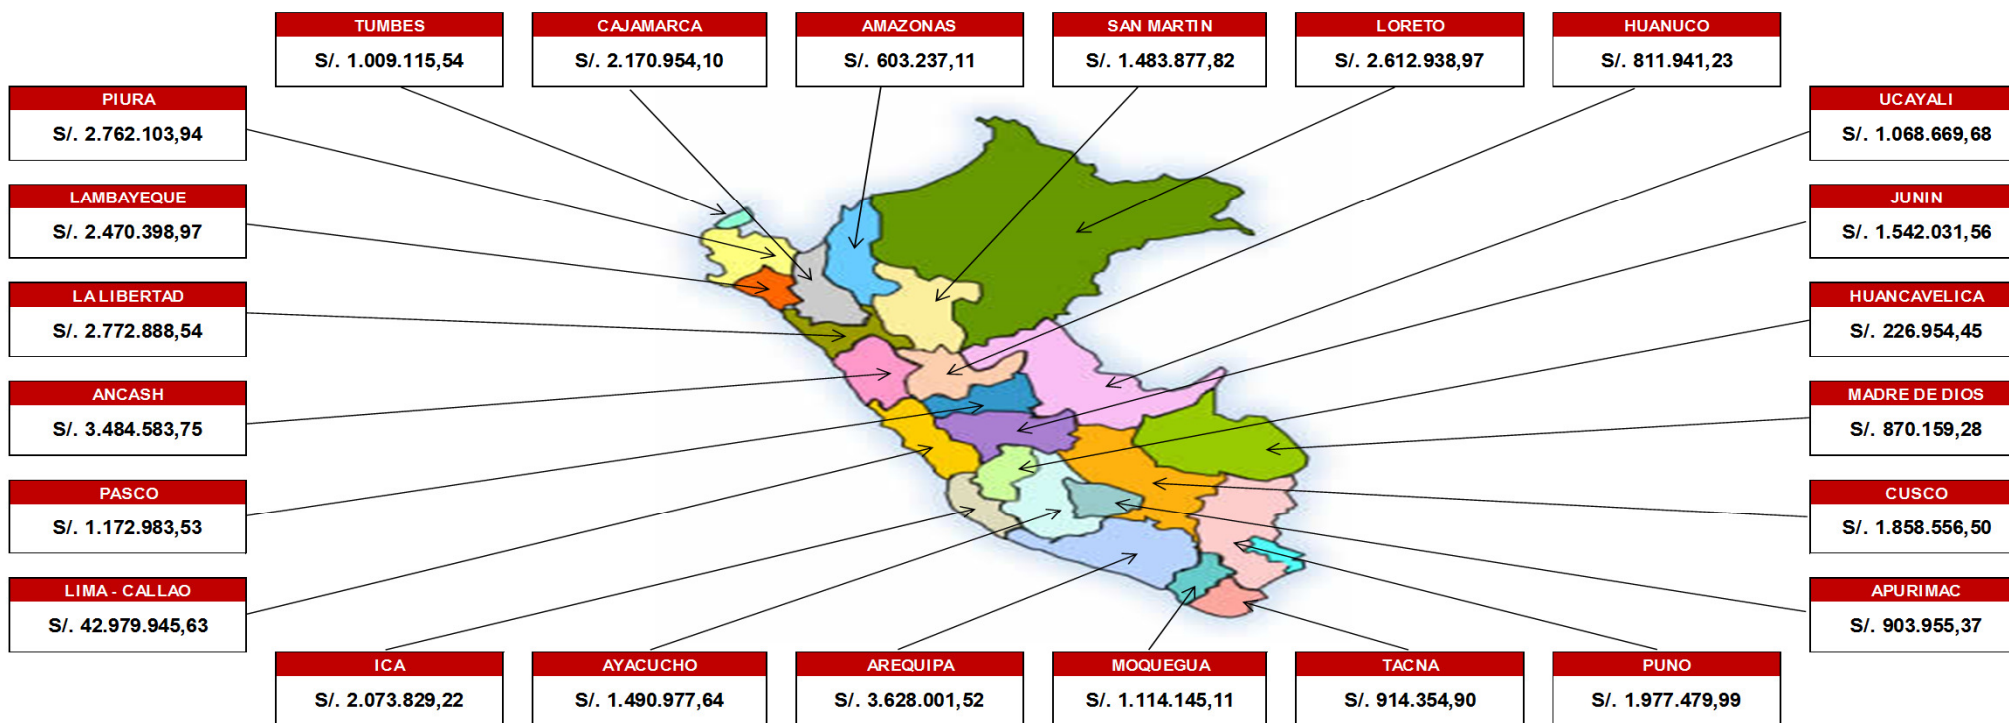 TUMBES
S/. 1.009.115,54
CAJAMARCA
S/. 2.170.954,10
AMAZONAS
S/. 603.237,11
SAN MARTIN
S/. 1.483.877,82
LORETO
S/. 2.612.938,97
HUANUCO
S/. 811.941,23
PIURA
S/. 2.762.103,94
LAMBAYEQUE
S/. 2.470.398,97
LA LIBERTAD
S/. 2.772.888,54
ANCASH
S/. 3.484.583,75
PASCO
S/. 1.172.983,53
LIMA - CALLAO
S/. 42.979.945,63
UCAYALI
S/. 1.068.669,68
JUNIN
S/. 1.542.031,56
HUANCAVELICA
S/. 226.954,45
MADRE DE DIOS
S/. 870.159,28
CUSCO
S/. 1.858.556,50
APURIMAC
S/. 903.955,37
ICA
S/. 2.073.829,22
AYACUCHO
S/. 1.490.977,64
AREQUIPA
S/. 3.628.001,52
MOQUEGUA
S/. 1.114.145,11
TACNA
S/. 914.354,90
PUNO
S/. 1.977.479,99